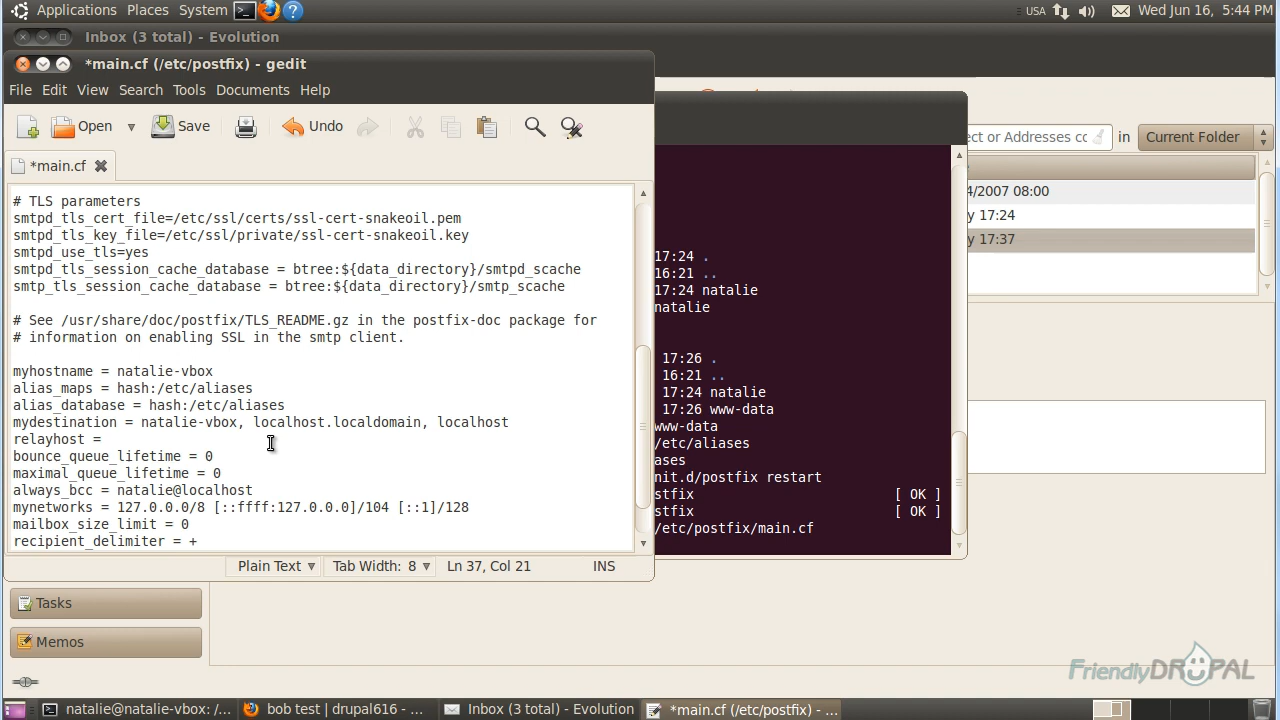 Applications Places System
USA Wed Jun 16, 5:44 PM
Inbox (3 total) - Evolution
*main.cf (/etc/postfix) - gedit
File Edit View Search Tools Documents Help
Open Save Undo
ect or Addresses cc in Current Folder
*main.cf
# TLS parameters
smtpd_tls_cert_file=/etc/ssl/certs/ssl-cert-snakeoil.pem
smtpd_tls_key_file=/etc/ssl/private/ssl-cert-snakeoil.key
smtpd_use_tls=yes
smtpd_tls_session_cache_database = btree:${data_directory}/smtpd_scache
smtp_tls_session_cache_database = btree:${data_directory}/smtp_scache
# See /usr/share/doc/postfix/TLS_README.gz in the postfix-doc package for
# information on enabling SSL in the smtp client.
myhostname = natalie-vbox
alias_maps = hash:/etc/aliases
alias_database = hash:/etc/aliases
mydestination = natalie-vbox, localhost.localdomain, localhost
relayhost =
bounce_queue_lifetime = 0
maximal_queue_lifetime = 0
always_bcc = natalie@localhost
mynetworks = 127.0.0.0/8 [::ffff:127.0.0.0]/104 [::1]/128
mailbox_size_limit = 0
recipient_delimiter = +
Plain Text Tab Width: 8 Ln 37, Col 21 INS
17:24 .
16:21 ..
17:24 natalie
natalie
17:26 .
16:21 ..
17:24 natalie
17:26 www-data
www-data
/etc/aliases
ases
nit.d/postfix restart
stfix [ OK ]
stfix [ OK ]
/etc/postfix/main.cf
4/2007 08:00
y 17:24
y 17:37
Tasks
Memos
FriendlyDRUPAL
natalie@natalie-vbox: /... bob test | drupal616 - ... Inbox (3 total) - Evolution *main.cf (/etc/postfix) - ...